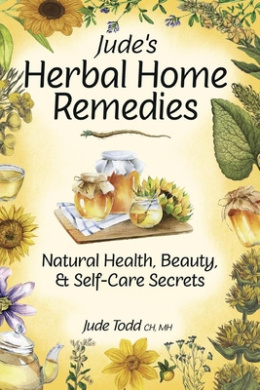 Jude's
Herbal Home
Remedies
Natural Health, Beauty,
& Self-Care Secrets
Jude Todd CH, MH